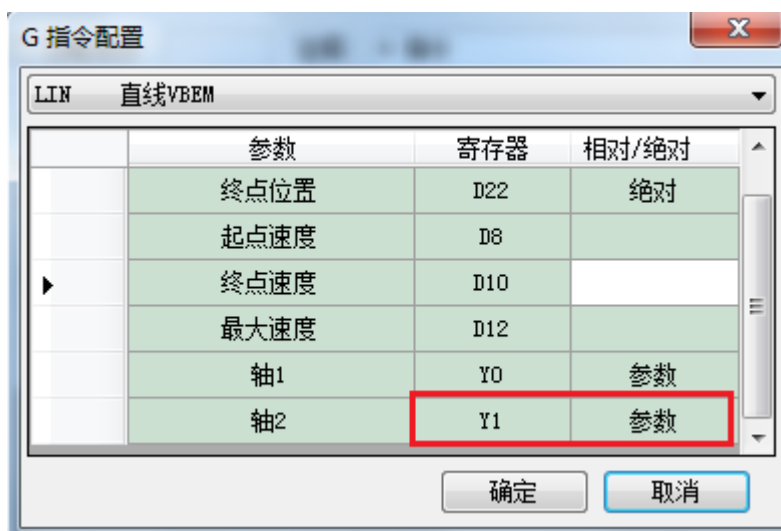 G 指令配置
LIN 直线VBEM
参数 寄存器 相对/绝对
终点位置 D22 绝对
起点速度 D8
终点速度 D10
最大速度 D12
轴1 Y0 参数
轴2 Y1 参数
确定 取消